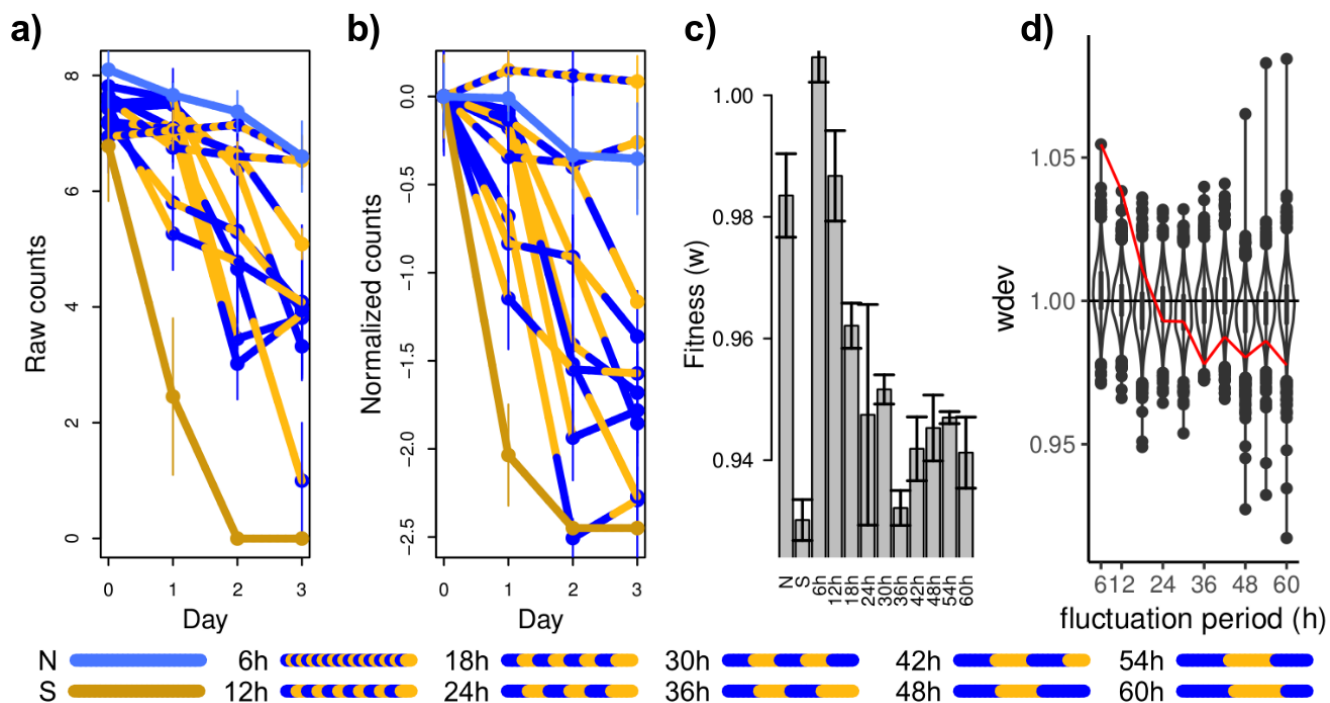 a)
b)
c)
d)
Raw counts
8
6
4
2
0
0 1 2 3
Day
Normalized counts
0.0
−0.5
−1.0
−1.5
−2.0
−2.5
0 1 2 3
Day
Fitness (w)
1.00
0.98
0.96
0.94
N S 6h 12h 18h 24h 30h 36h 42h 48h 54h 60h
wdev
1.05
1.00
0.95
6 12 24 36 48 60
fluctuation period (h)
N 6h 18h 30h 42h 54h
S 12h 24h 36h 48h 60h